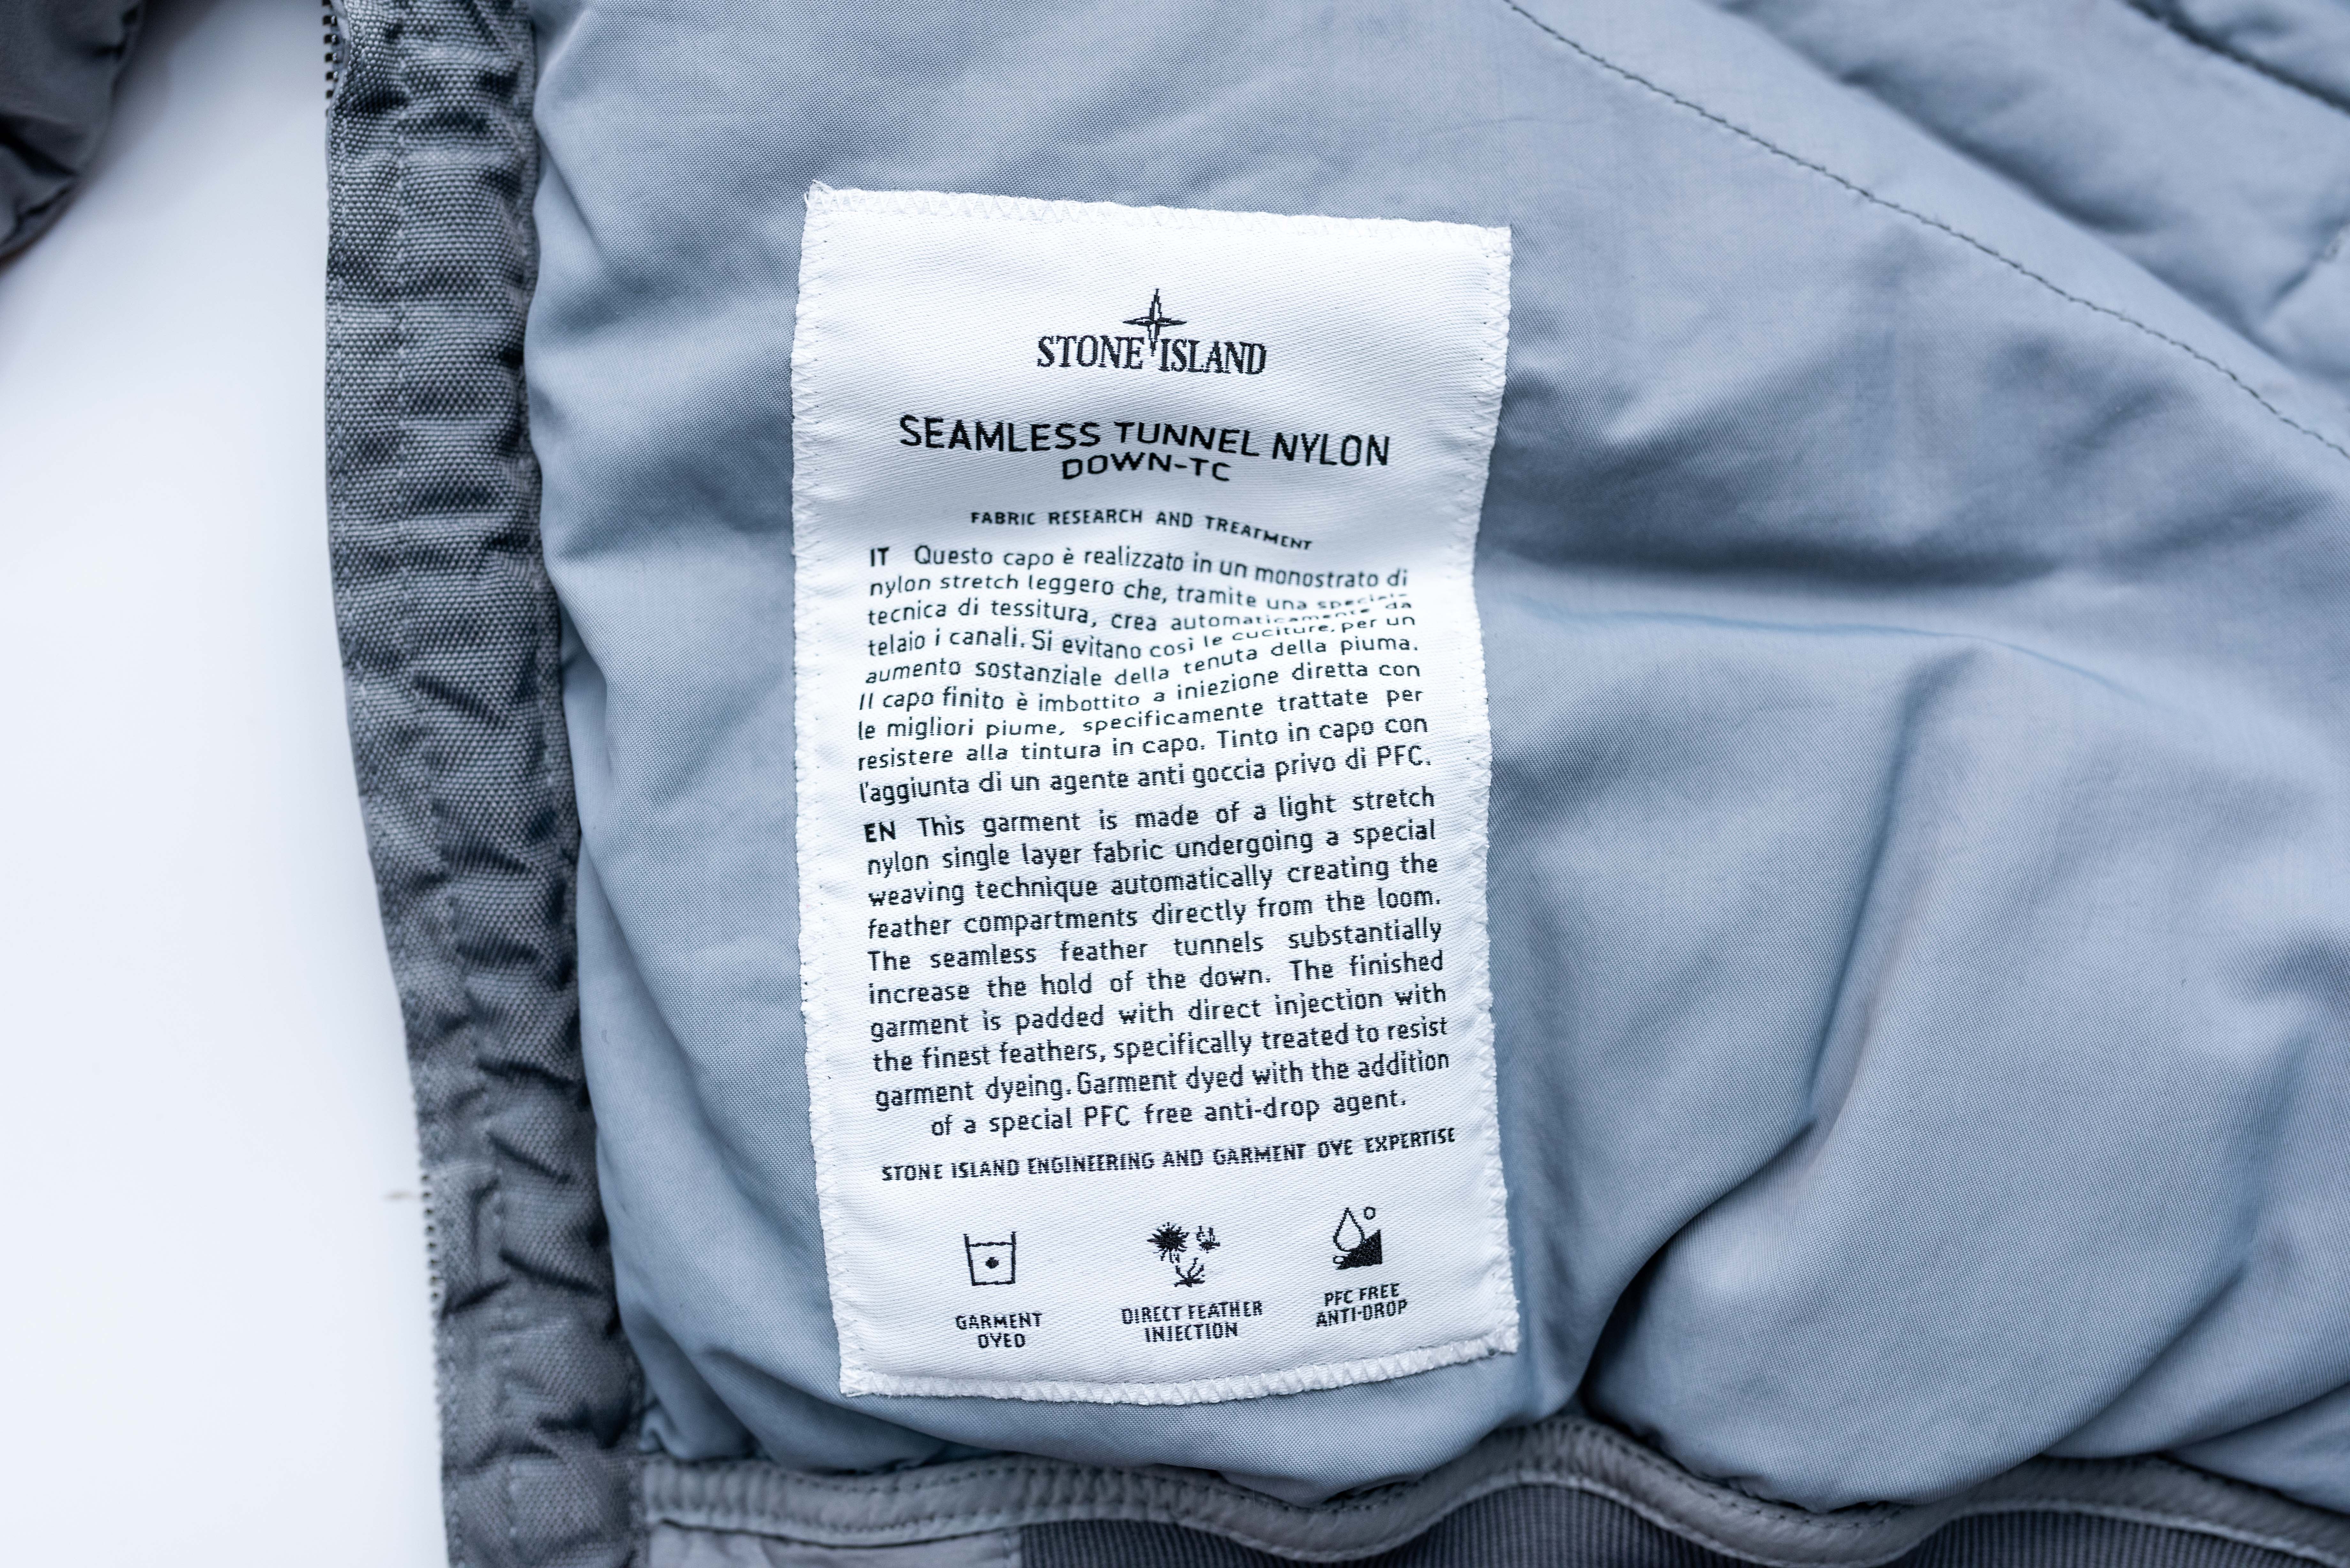 STONE ISLAND
SEAMLESS TUNNEL NYLON
DOWN-TC
FABRIC RESEARCH AND TREATMENT
IT Questo capo è realizzato in un monostrato di
nylon stretch leggero che, tramite una speciale
tecnica di tessitura, crea automaticamente da
telaio i canali. Si evitano così le cuciture, per un
aumento sostanziale della tenuta della piuma.
Il capo finito è imbottito a iniezione diretta con
le migliori piume, specificamente trattate per
resistere alla tintura in capo. Tinto in capo con
l'aggiunta di un agente anti goccia privo di PFC.
EN This garment is made of a light stretch
nylon single layer fabric undergoing a special
weaving technique automatically creating the
feather compartments directly from the loom.
The seamless feather tunnels substantially
increase the hold of the down. The finished
garment is padded with direct injection with
the finest feathers, specifically treated to resist
garment dyeing. Garment dyed with the addition
of a special PFC free anti-drop agent.
STONE ISLAND ENGINEERING AND GARMENT DYE EXPERTISE
GARMENT
DYED
DIRECT FEATHER
INJECTION
PFC FREE
ANTI-DROP